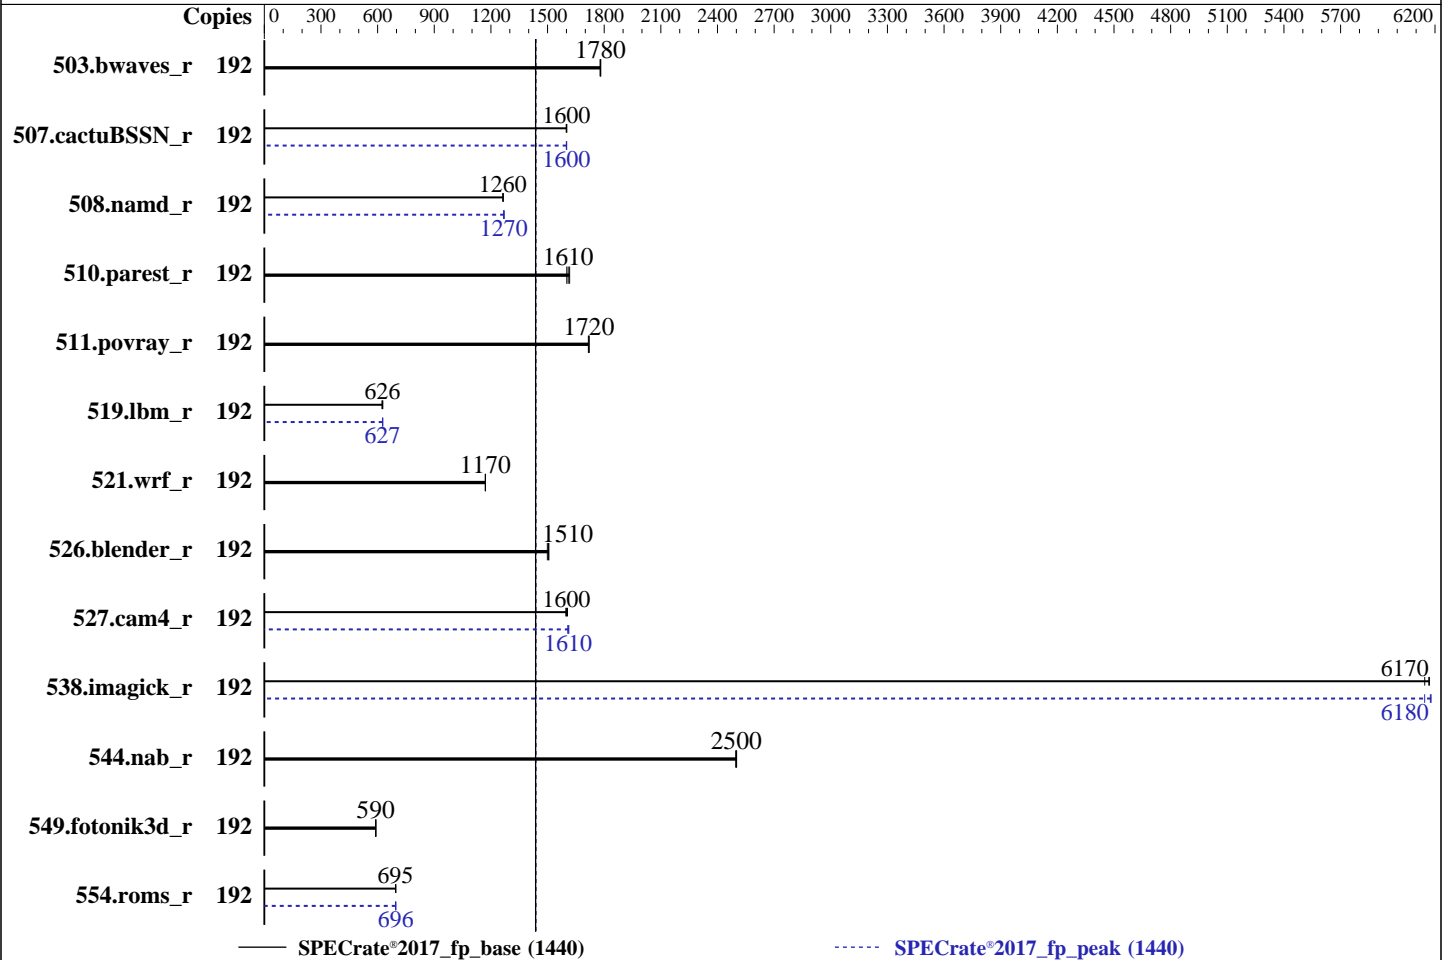 Copies 0 300 600 900 1200 1500 1800 2100 2400 2700 3000 3300 3600 3900 4200 4500 4800 5100 5400 5700 6200
1780
503.bwaves_r 192
1600
507.cactuBSSN_r 192
1600
1260
508.namd_r 192
1270
1610
510.parest_r 192
1720
511.povray_r 192
626
519.lbm_r 192
627
1170
521.wrf_r 192
1510
526.blender_r 192
1600
527.cam4_r 192
1610
6170
538.imagick_r 192
6180
2500
544.nab_r 192
590
549.fotonik3d_r 192
695
554.roms_r 192
696
SPECrate®2017_fp_base (1440) SPECrate®2017_fp_peak (1440)